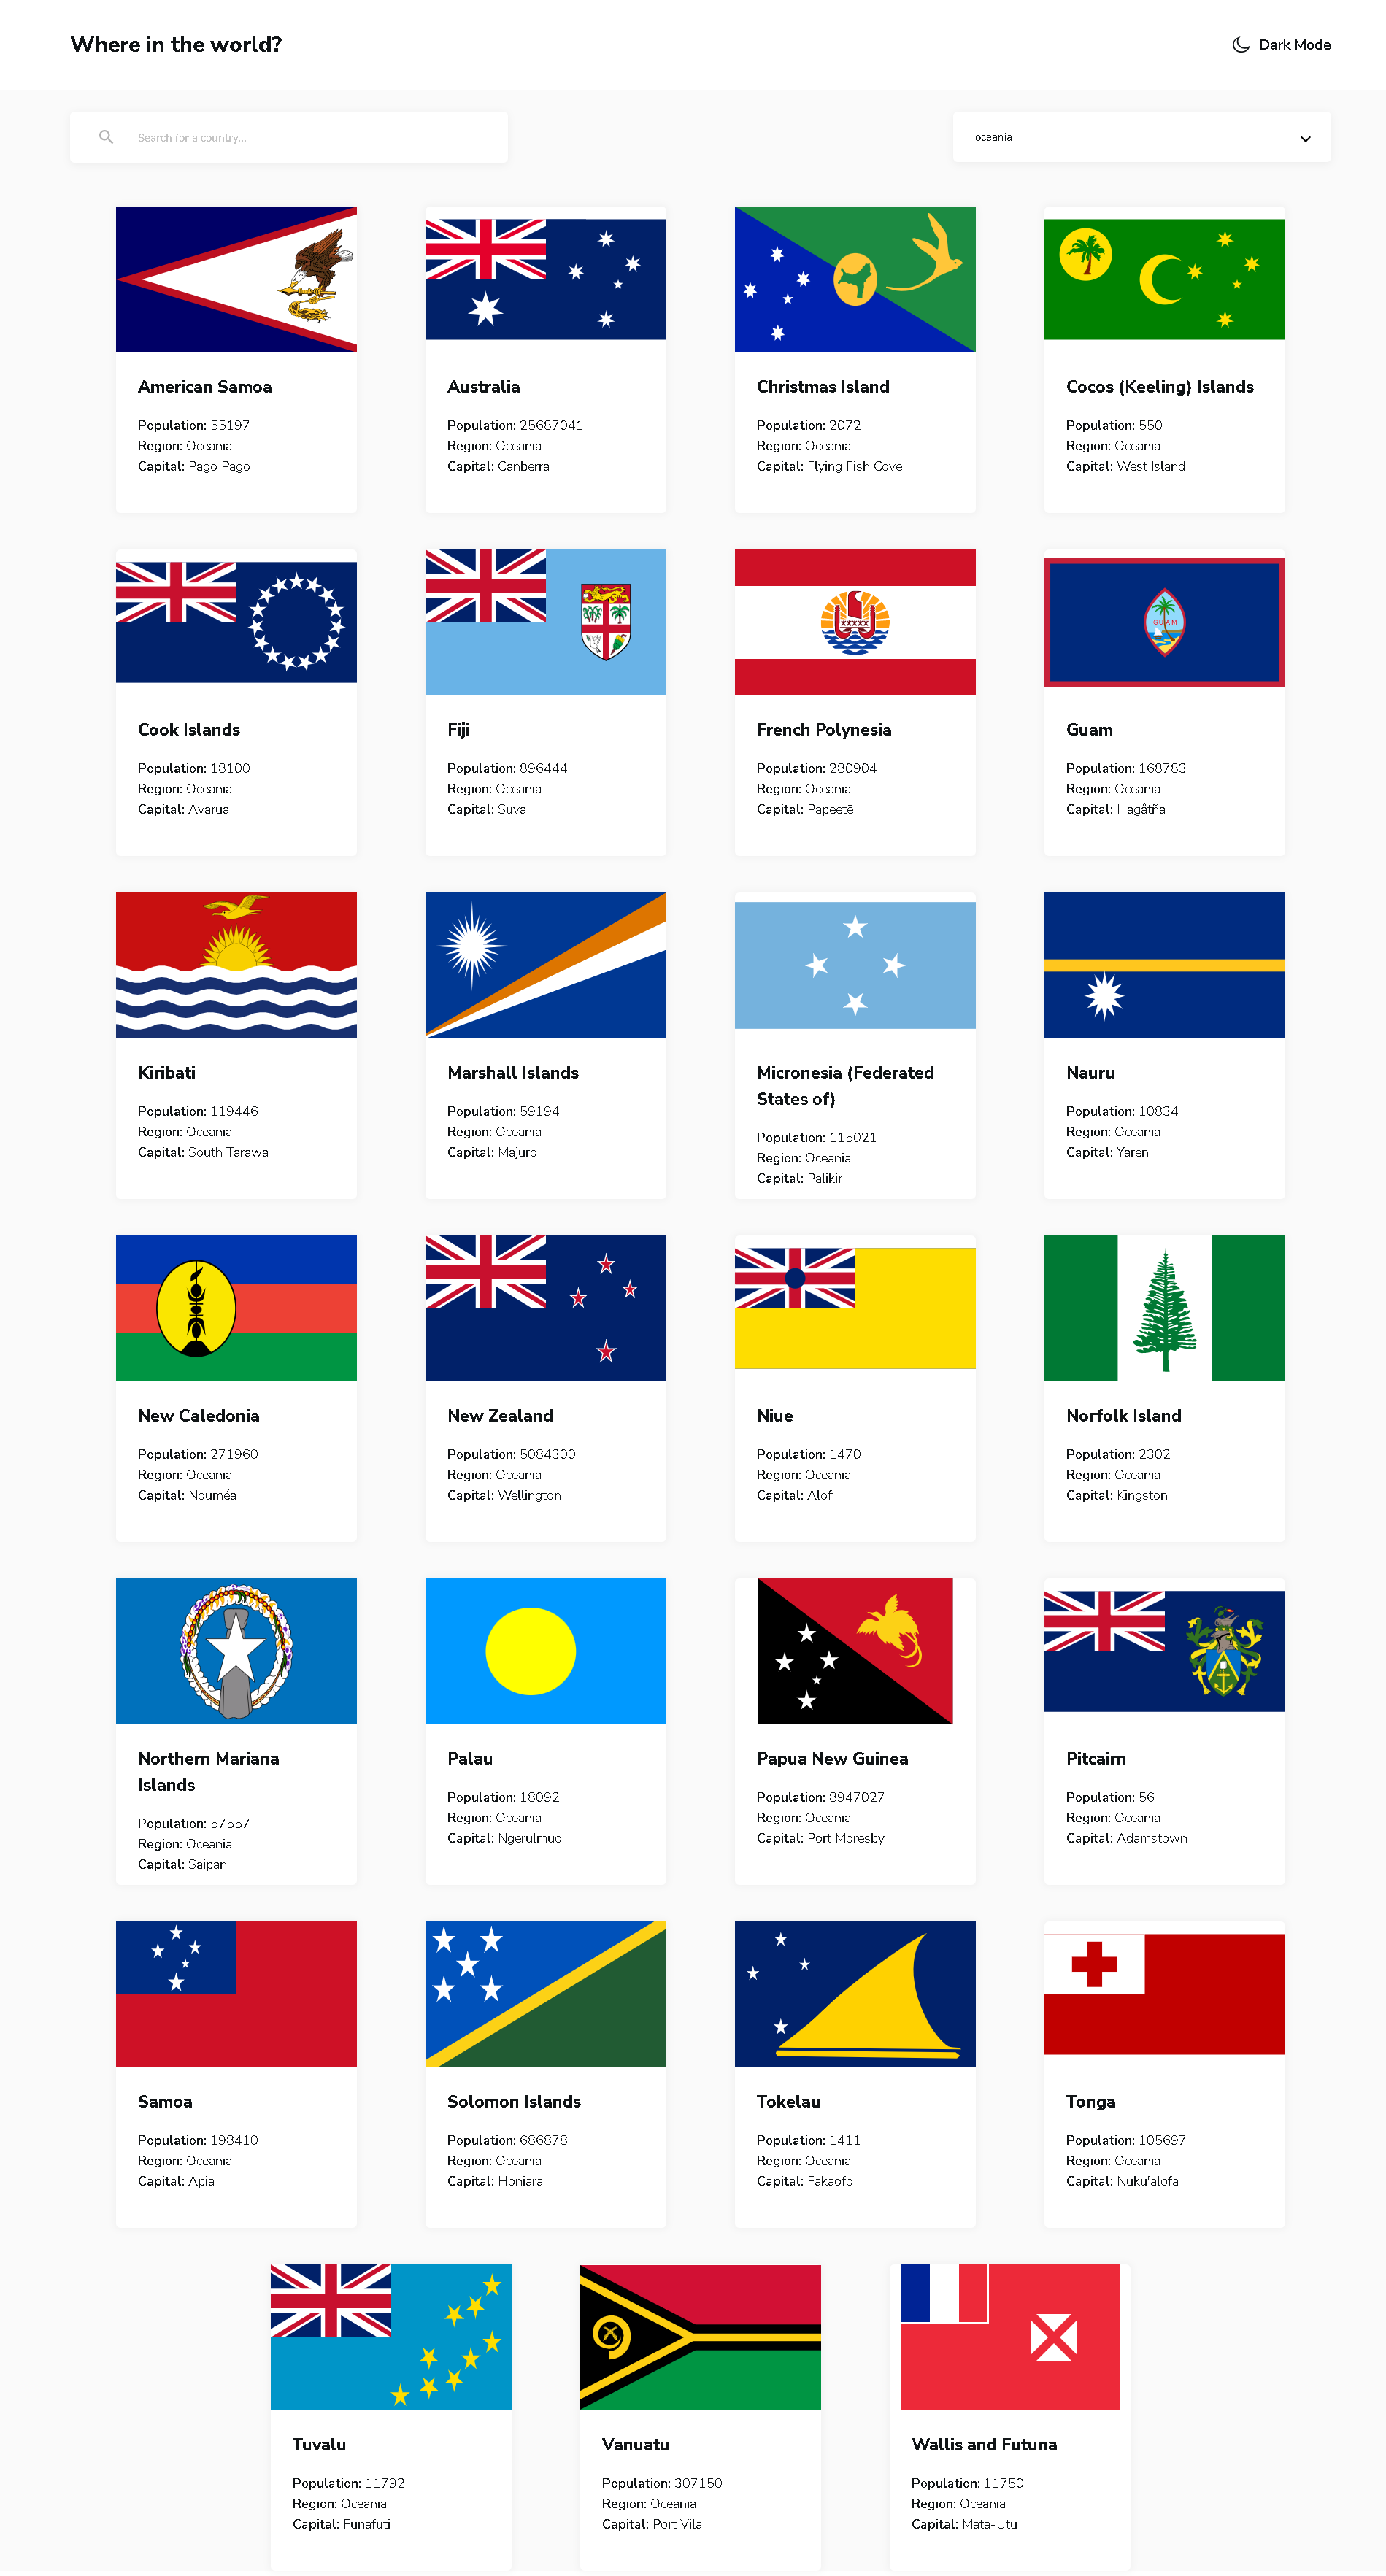 Where in the world?
Dark Mode
Search for a country...
oceania
American Samoa
Population: 55197
Region: Oceania
Capital: Pago Pago
Australia
Population: 25687041
Region: Oceania
Capital: Canberra
Christmas Island
Population: 2072
Region: Oceania
Capital: Flying Fish Cove
Cocos (Keeling) Islands
Population: 550
Region: Oceania
Capital: West Island
Cook Islands
Population: 18100
Region: Oceania
Capital: Avarua
Fiji
Population: 896444
Region: Oceania
Capital: Suva
French Polynesia
Population: 280904
Region: Oceania
Capital: Papeetē
GUAM
Guam
Population: 168783
Region: Oceania
Capital: Hagåtña
Kiribati
Population: 119446
Region: Oceania
Capital: South Tarawa
Marshall Islands
Population: 59194
Region: Oceania
Capital: Majuro
Micronesia (Federated
States of)
Population: 115021
Region: Oceania
Capital: Palikir
Nauru
Population: 10834
Region: Oceania
Capital: Yaren
New Caledonia
Population: 271960
Region: Oceania
Capital: Nouméa
New Zealand
Population: 5084300
Region: Oceania
Capital: Wellington
Niue
Population: 1470
Region: Oceania
Capital: Alofi
Norfolk Island
Population: 2302
Region: Oceania
Capital: Kingston
Northern Mariana
Islands
Population: 57557
Region: Oceania
Capital: Saipan
Palau
Population: 18092
Region: Oceania
Capital: Ngerulmud
Papua New Guinea
Population: 8947027
Region: Oceania
Capital: Port Moresby
Pitcairn
Population: 56
Region: Oceania
Capital: Adamstown
Samoa
Population: 198410
Region: Oceania
Capital: Apia
Solomon Islands
Population: 686878
Region: Oceania
Capital: Honiara
Tokelau
Population: 1411
Region: Oceania
Capital: Fakaofo
Tonga
Population: 105697
Region: Oceania
Capital: Nuku'alofa
Tuvalu
Population: 11792
Region: Oceania
Capital: Funafuti
Vanuatu
Population: 307150
Region: Oceania
Capital: Port Vila
Wallis and Futuna
Population: 11750
Region: Oceania
Capital: Mata-Utu